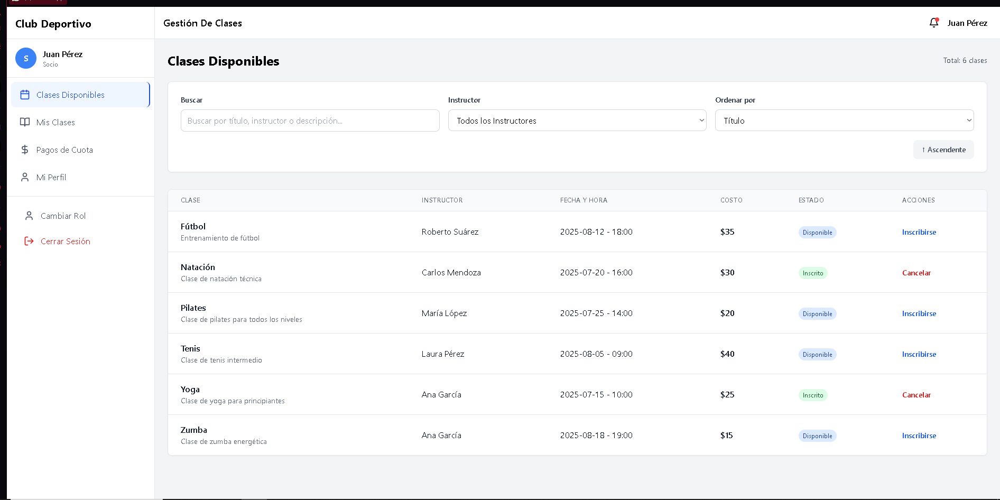 Club Deportivo
Gestión De Clases
Juan Pérez
S
Juan Pérez
Socio
Clases Disponibles
Mis Clases
Pagos de Cuota
Mi Perfil
Cambiar Rol
Cerrar Sesión
Clases Disponibles
Total: 6 clases
Buscar
Instructor
Ordenar por
Buscar por título, instructor o descripción...
Todos los Instructores
Título
↑ Ascendente
CLASE INSTRUCTOR FECHA Y HORA COSTO ESTADO ACCIONES
Fútbol
Entrenamiento de fútbol
Roberto Suárez 2025-08-12 - 18:00 $35 Disponible Inscribirse
Natación
Clase de natación técnica
Carlos Mendoza 2025-07-20 - 16:00 $30 Inscrito Cancelar
Pilates
Clase de pilates para todos los niveles
María López 2025-07-25 - 14:00 $20 Disponible Inscribirse
Tenis
Clase de tenis intermedio
Laura Pérez 2025-08-05 - 09:00 $40 Disponible Inscribirse
Yoga
Clase de yoga para principiantes
Ana García 2025-07-15 - 10:00 $25 Inscrito Cancelar
Zumba
Clase de zumba energética
Ana García 2025-08-18 - 19:00 $15 Disponible Inscribirse